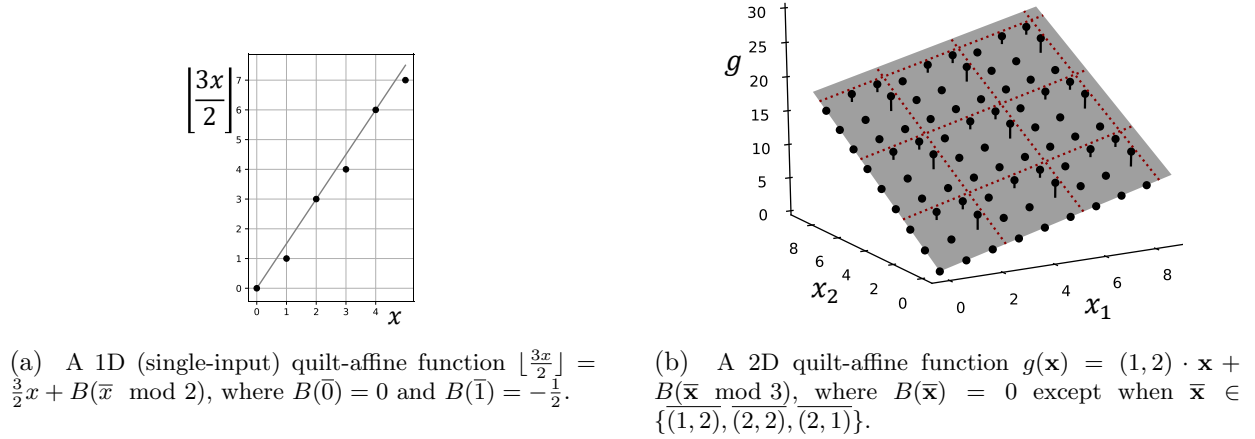 ⌊3x/2⌋
7
6
5
4
3
2
1
0
0 1 2 3 4
x
30
25
g
20
15
10
5
0
8
6
4
2
0
x₂
0 2 4 6 8
x₁
(a) A 1D (single-input) quilt-affine function ⌊3x/2⌋ =
3/2x + B(x̅ mod 2), where B(0̅) = 0 and B(1̅) = −1/2.
(b) A 2D quilt-affine function g(𝐱) = (1, 2) · 𝐱 +
B(𝐱̅ mod 3), where B(𝐱̅) = 0 except when 𝐱̅ ∈
{(1, 2)̅, (2, 2)̅, (2, 1)̅}.